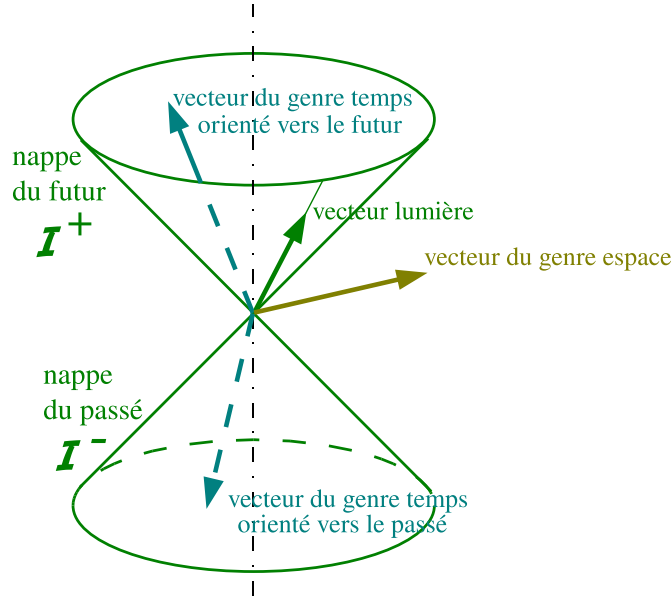 vecteur du genre temps
orienté vers le futur
nappe
du futur
I⁺
vecteur lumière
vecteur du genre espace
nappe
du passé
I⁻
vecteur du genre temps
orienté vers le passé